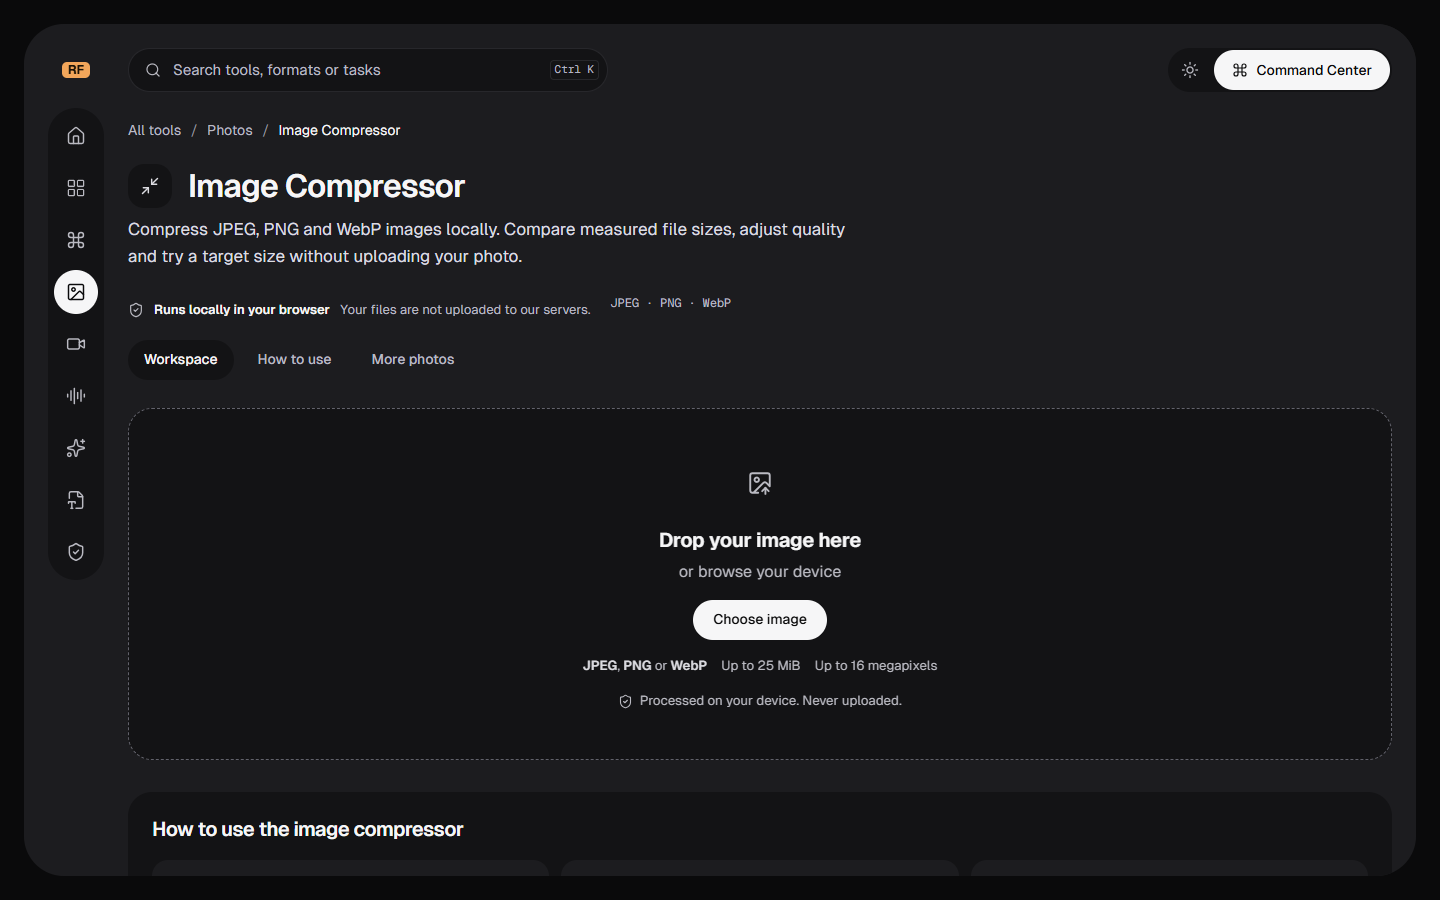 RF
Search tools, formats or tasks
Ctrl K
Command Center
All tools / Photos / Image Compressor
Image Compressor
Compress JPEG, PNG and WebP images locally. Compare measured file sizes, adjust quality
and try a target size without uploading your photo.
Runs locally in your browser Your files are not uploaded to our servers. JPEG · PNG · WebP
Workspace How to use More photos
Drop your image here
or browse your device
Choose image
JPEG, PNG or WebP Up to 25 MiB Up to 16 megapixels
Processed on your device. Never uploaded.
How to use the image compressor